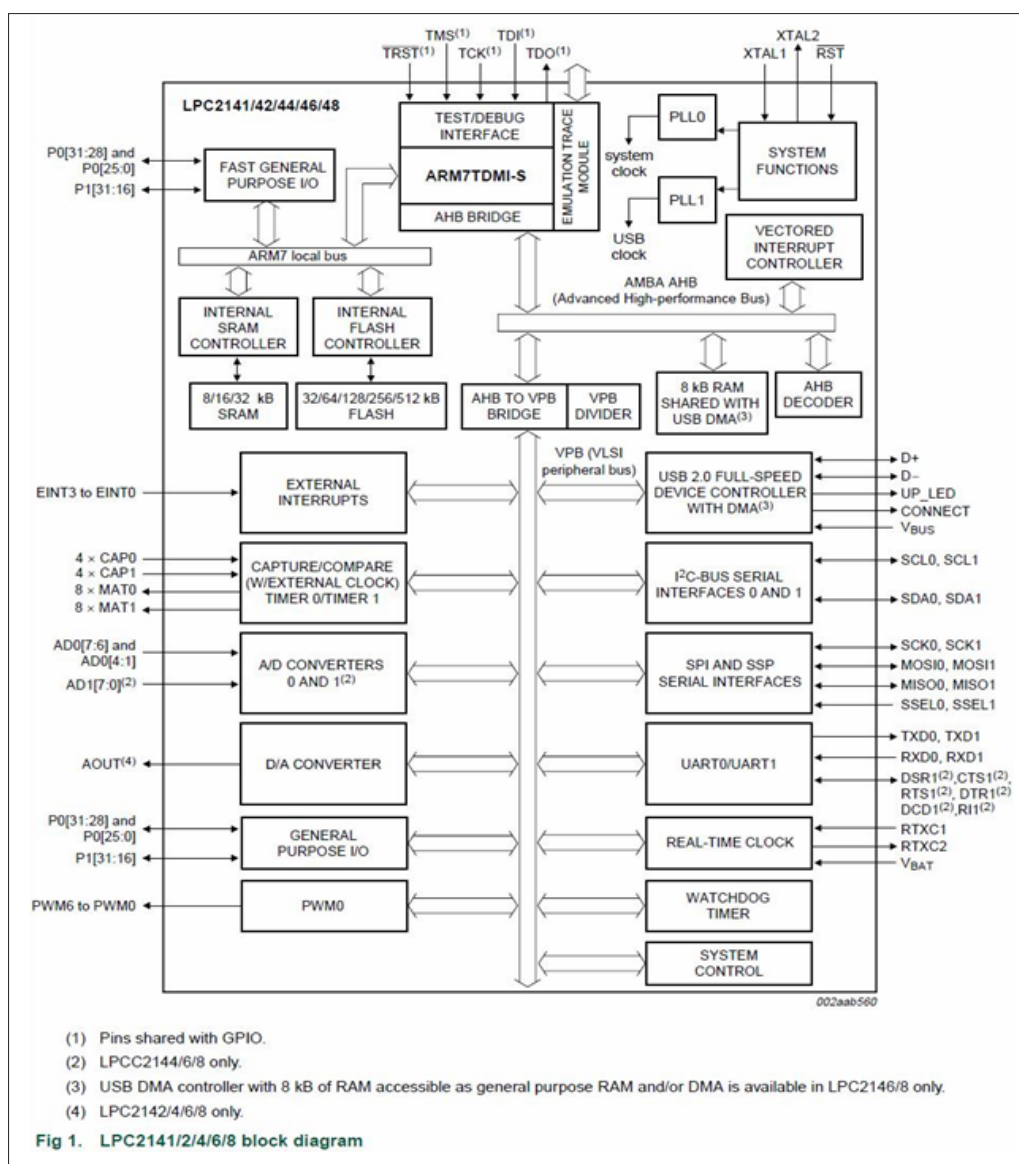 TMS(1) TDI(1)
TRST(1) TCK(1) TDO(1)
XTAL2
XTAL1 RST
LPC2141/42/44/46/48
TEST/DEBUG
INTERFACE
ARM7TDMI-S
AHB BRIDGE
EMULATION TRACE
MODULE
PLL0
system
clock
PLL1
USB
clock
SYSTEM
FUNCTIONS
VECTORED
INTERRUPT
CONTROLLER
P0[31:28] and
P0[25:0]
P1[31:16]
FAST GENERAL
PURPOSE I/O
ARM7 local bus
AMBA AHB
(Advanced High-performance Bus)
INTERNAL
SRAM
CONTROLLER
INTERNAL
FLASH
CONTROLLER
8/16/32 kB
SRAM
32/64/128/256/512 kB
FLASH
AHB TO VPB
BRIDGE
VPB
DIVIDER
8 kB RAM
SHARED WITH
USB DMA(3)
AHB
DECODER
VPB (VLSI
peripheral bus)
EINT3 to EINT0
EXTERNAL
INTERRUPTS
USB 2.0 FULL-SPEED
DEVICE CONTROLLER
WITH DMA(3)
D+
D−
UP_LED
CONNECT
VBUS
4 × CAP0
4 × CAP1
8 × MAT0
8 × MAT1
CAPTURE/COMPARE
(W/EXTERNAL CLOCK)
TIMER 0/TIMER 1
I2C-BUS SERIAL
INTERFACES 0 AND 1
SCL0, SCL1
SDA0, SDA1
AD0[7:6] and
AD0[4:1]
AD1[7:0](2)
A/D CONVERTERS
0 AND 1(2)
SPI AND SSP
SERIAL INTERFACES
SCK0, SCK1
MOSI0, MOSI1
MISO0, MISO1
SSEL0, SSEL1
AOUT(4)
D/A CONVERTER
UART0/UART1
TXD0, TXD1
RXD0, RXD1
DSR1(2),CTS1(2),
RTS1(2), DTR1(2)
DCD1(2),RI1(2)
P0[31:28] and
P0[25:0]
P1[31:16]
GENERAL
PURPOSE I/O
REAL-TIME CLOCK
RTXC1
RTXC2
VBAT
PWM6 to PWM0
PWM0
WATCHDOG
TIMER
SYSTEM
CONTROL
002aab560
(1) Pins shared with GPIO.
(2) LPCC2144/6/8 only.
(3) USB DMA controller with 8 kB of RAM accessible as general purpose RAM and/or DMA is available in LPC2146/8 only.
(4) LPC2142/4/6/8 only.
Fig 1. LPC2141/2/4/6/8 block diagram